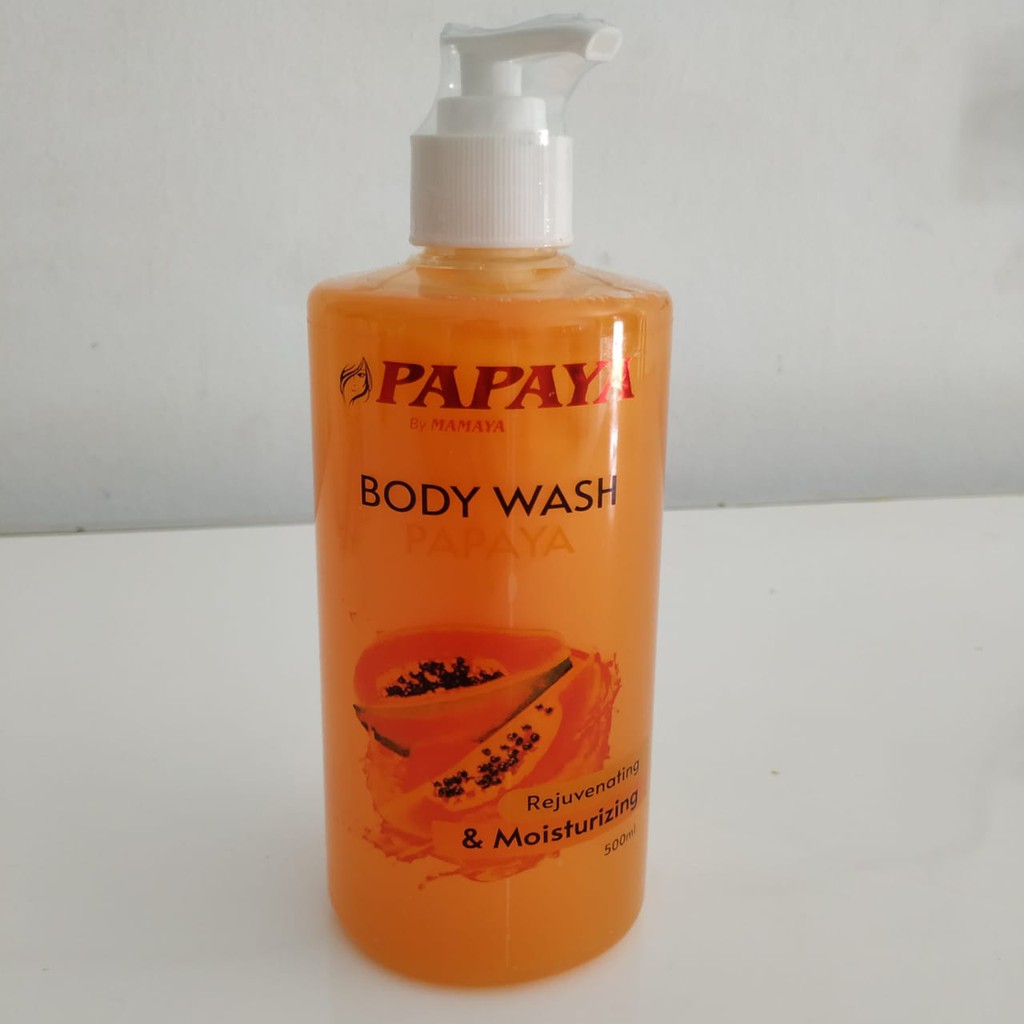 PAPAYA
By MAMAYA
BODY WASH
PAPAYA
Rejuvenating
& Moisturizing
500ml